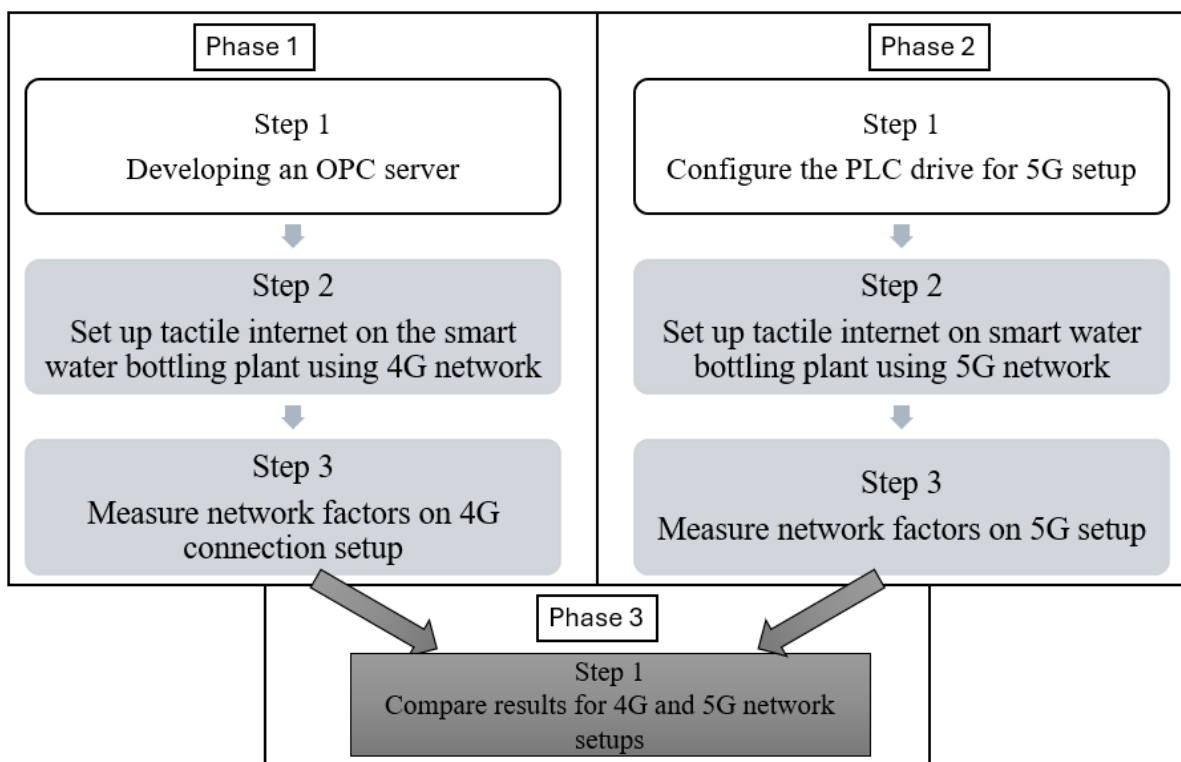 Phase 1
Step 1
Developing an OPC server
Step 2
Set up tactile internet on the smart
water bottling plant using 4G network
Step 3
Measure network factors on 4G
connection setup
Phase 2
Step 1
Configure the PLC drive for 5G setup
Step 2
Set up tactile internet on smart water
bottling plant using 5G network
Step 3
Measure network factors on 5G setup
Phase 3
Step 1
Compare results for 4G and 5G network
setups